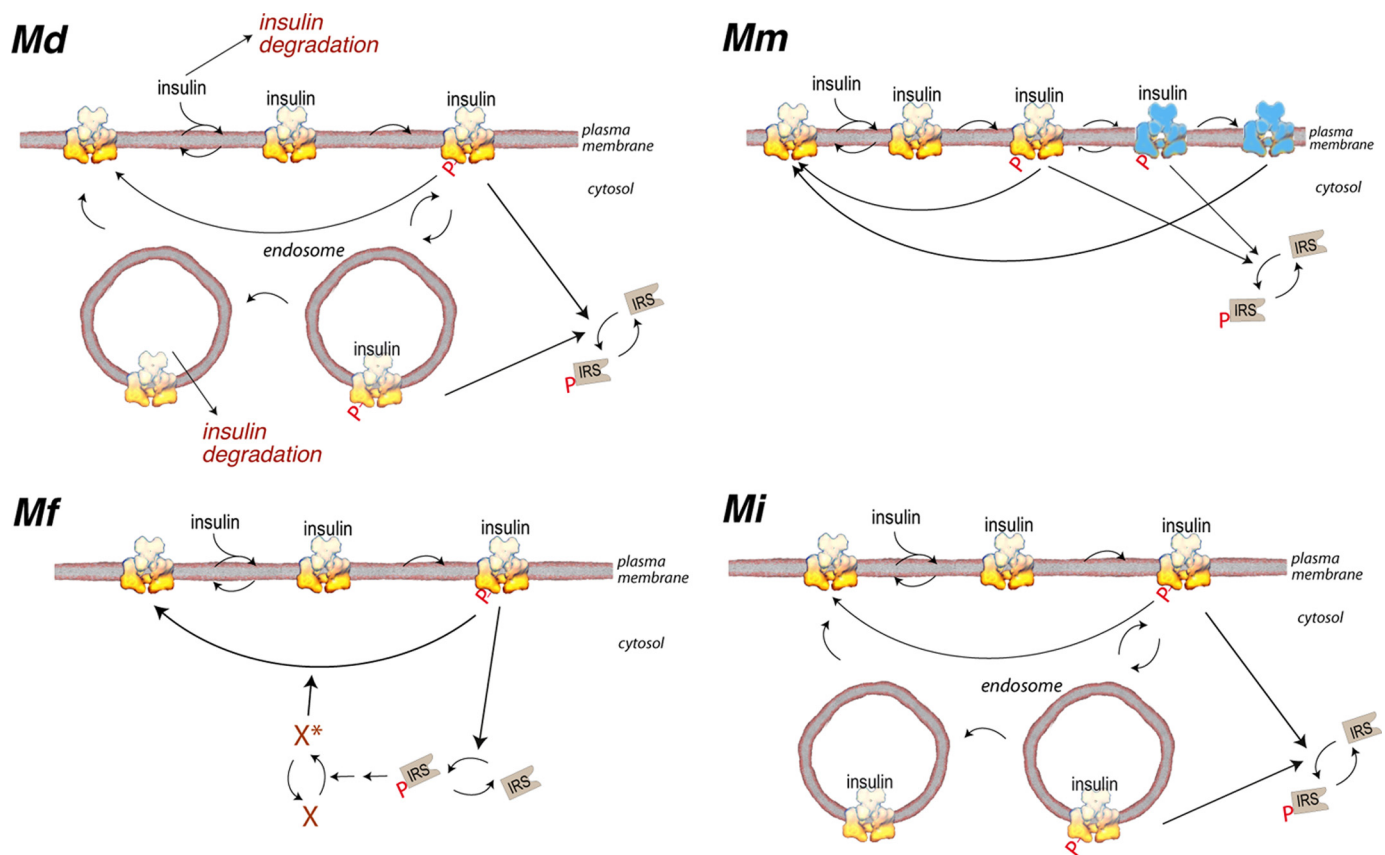 Md
insulin
degradation
insulin
insulin
insulin
plasma
membrane
P
cytosol
endosome
IRS
P IRS
insulin
P
insulin
degradation
Mm
insulin
insulin
insulin
insulin
plasma
membrane
P
P
cytosol
IRS
P IRS
Mf
insulin
insulin
insulin
plasma
membrane
P
cytosol
X*
P IRS
IRS
X
Mi
insulin
insulin
insulin
plasma
membrane
P
cytosol
endosome
IRS
P IRS
insulin
insulin
P